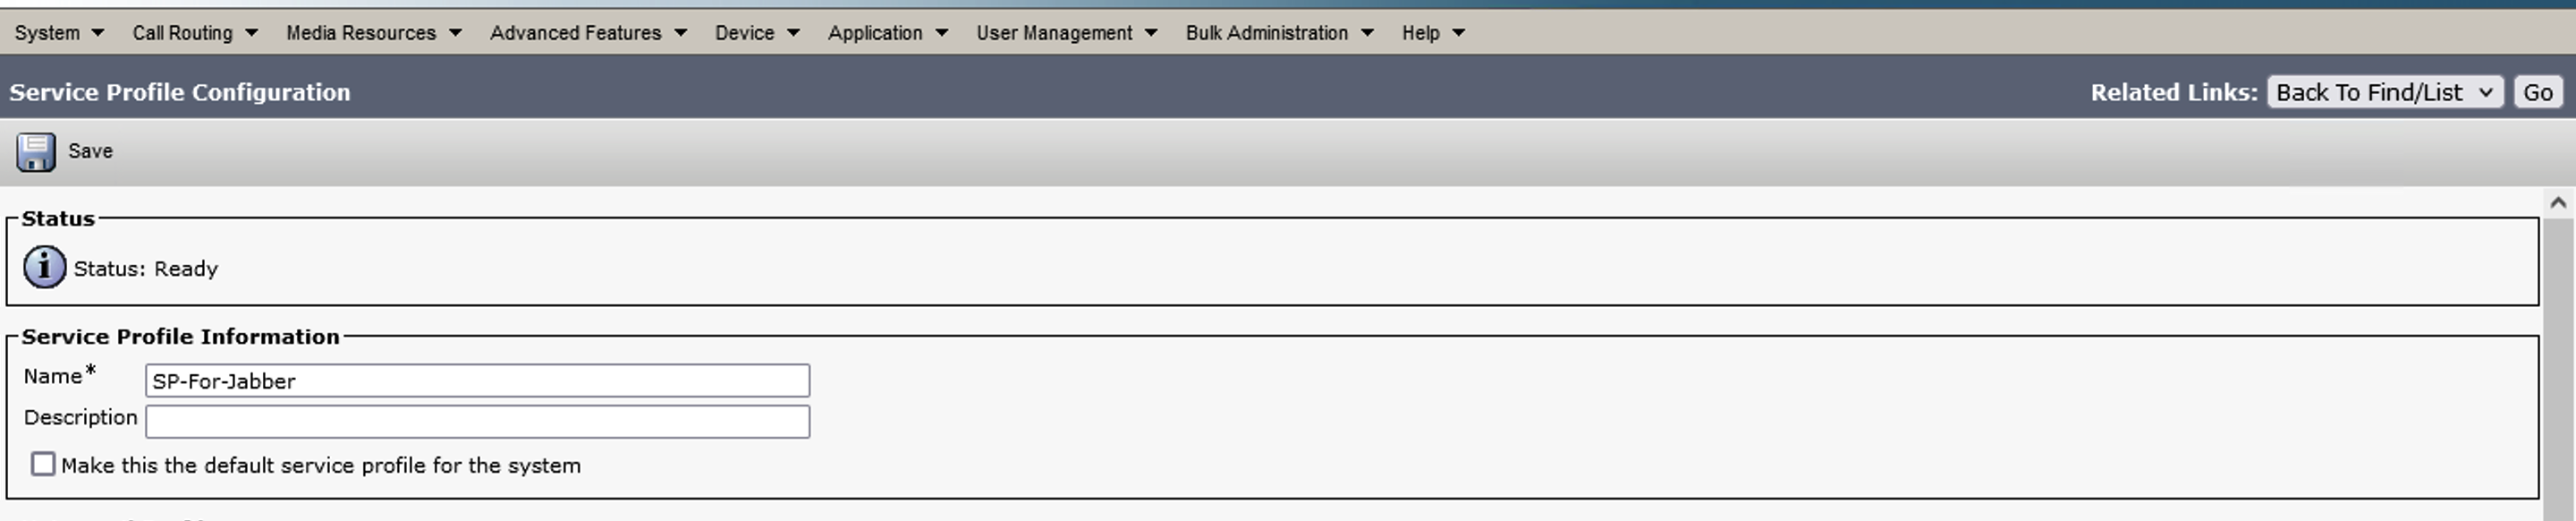 System Call Routing Media Resources Advanced Features Device Application User Management Bulk Administration Help
Service Profile Configuration Related Links: Back To Find/List Go
Save
Status
Status: Ready
Service Profile Information
Name* SP-For-Jabber
Description
Make this the default service profile for the system